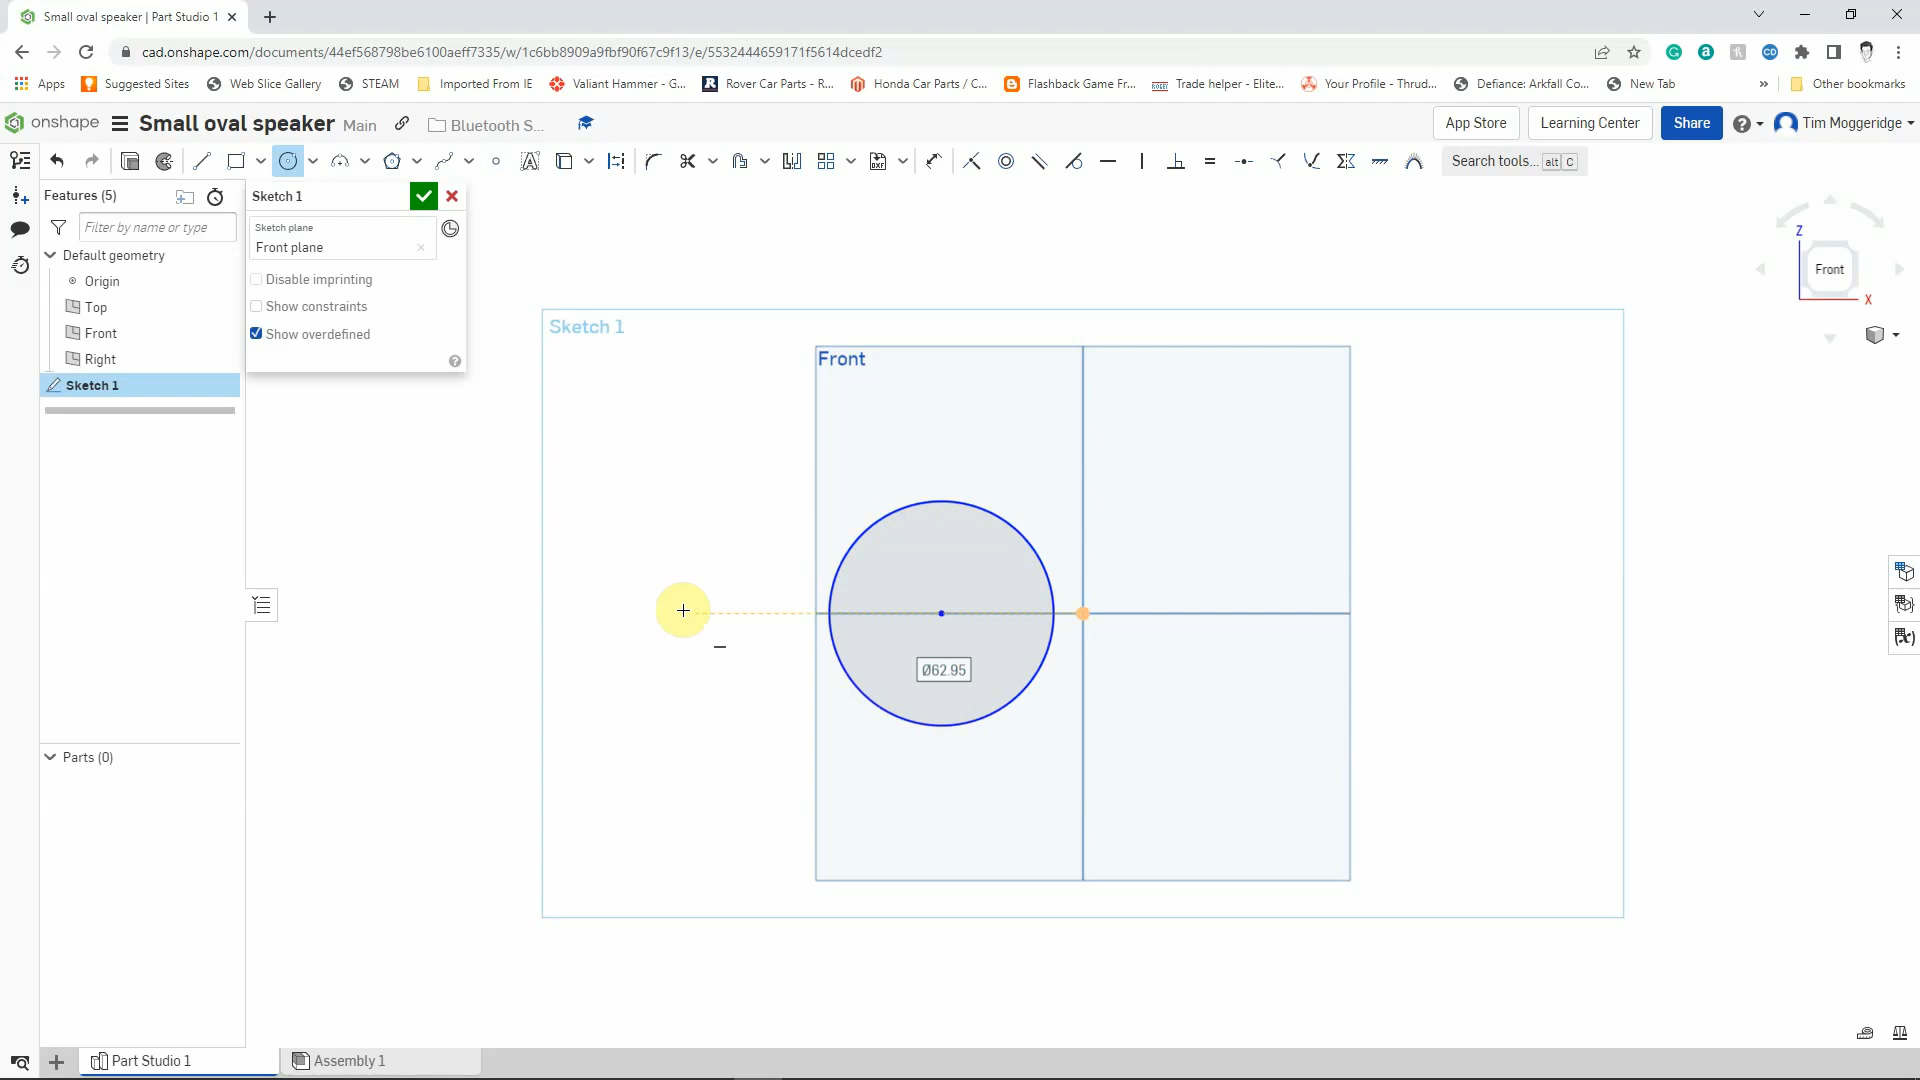 Small oval speaker | Part Studio 1
cad.onshape.com/documents/44ef568798be6100aeff7335/w/1c6bb8909a9fbf90f67c9f13/e/5532444659171f5614dcedf2
Apps Suggested Sites Web Slice Gallery STEAM Imported From IE Valiant Hammer - G... Rover Car Parts - R... Honda Car Parts / C... Flashback Game Fr... Trade helper - Elite... Your Profile - Thrud... Defiance: Arkfall Co... New Tab » Other bookmarks
onshape Small oval speaker Main Bluetooth S... App Store Learning Center Share Tim Moggeridge
Search tools... alt C
Features (5)
Filter by name or type
Default geometry
Origin
Top
Front
Right
Sketch 1
Parts (0)
Sketch 1
Sketch plane
Front plane
Disable imprinting
Show constraints
Show overdefined
Sketch 1
Front
Ø62.95
Z
Front
X
Part Studio 1 Assembly 1